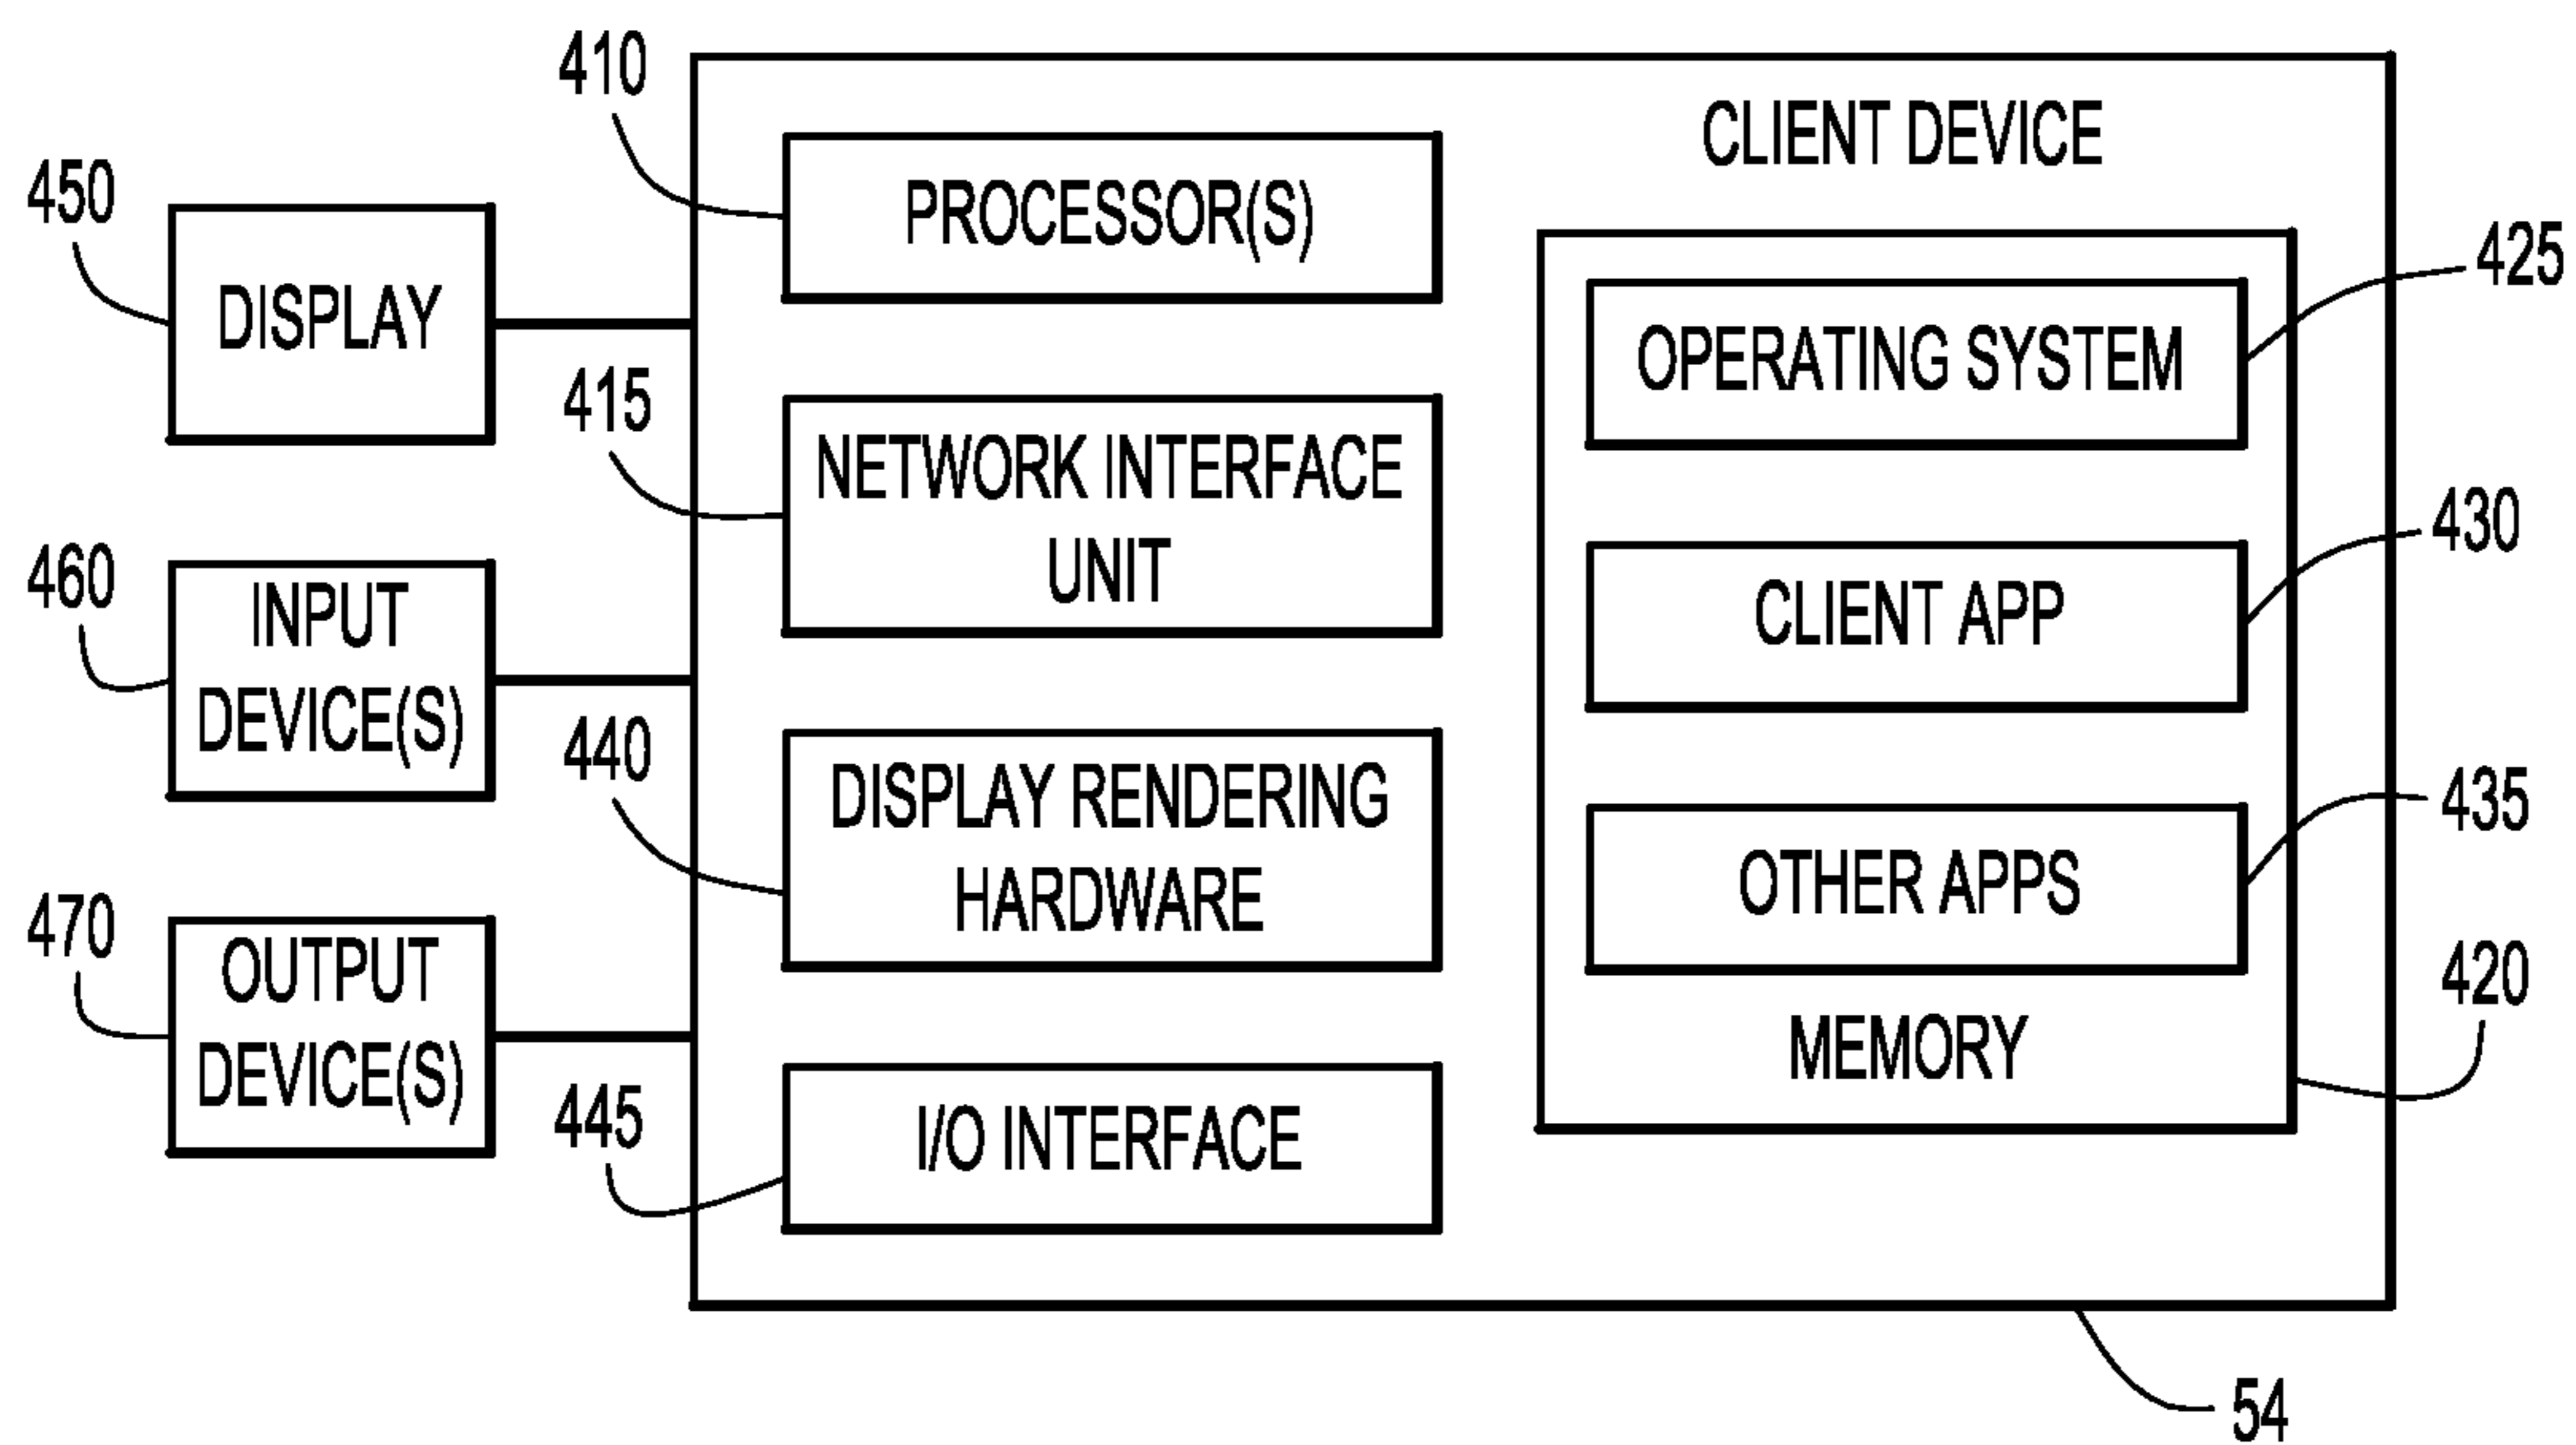 410
CLIENT DEVICE
450
PROCESSOR(S)
DISPLAY
425
OPERATING SYSTEM
415
NETWORK INTERFACE
UNIT
430
CLIENT APP
460
INPUT
DEVICE(S)
440
DISPLAY RENDERING
HARDWARE
435
OTHER APPS
470
OUTPUT
DEVICE(S)
420
MEMORY
445
I/O INTERFACE
54